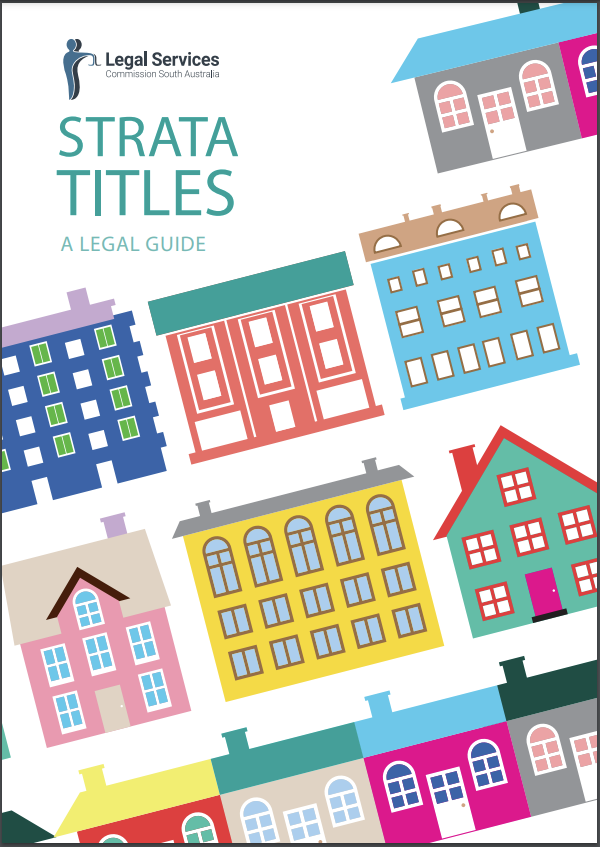 Legal Services
Commission South Australia
STRATA
TITLES
A LEGAL GUIDE